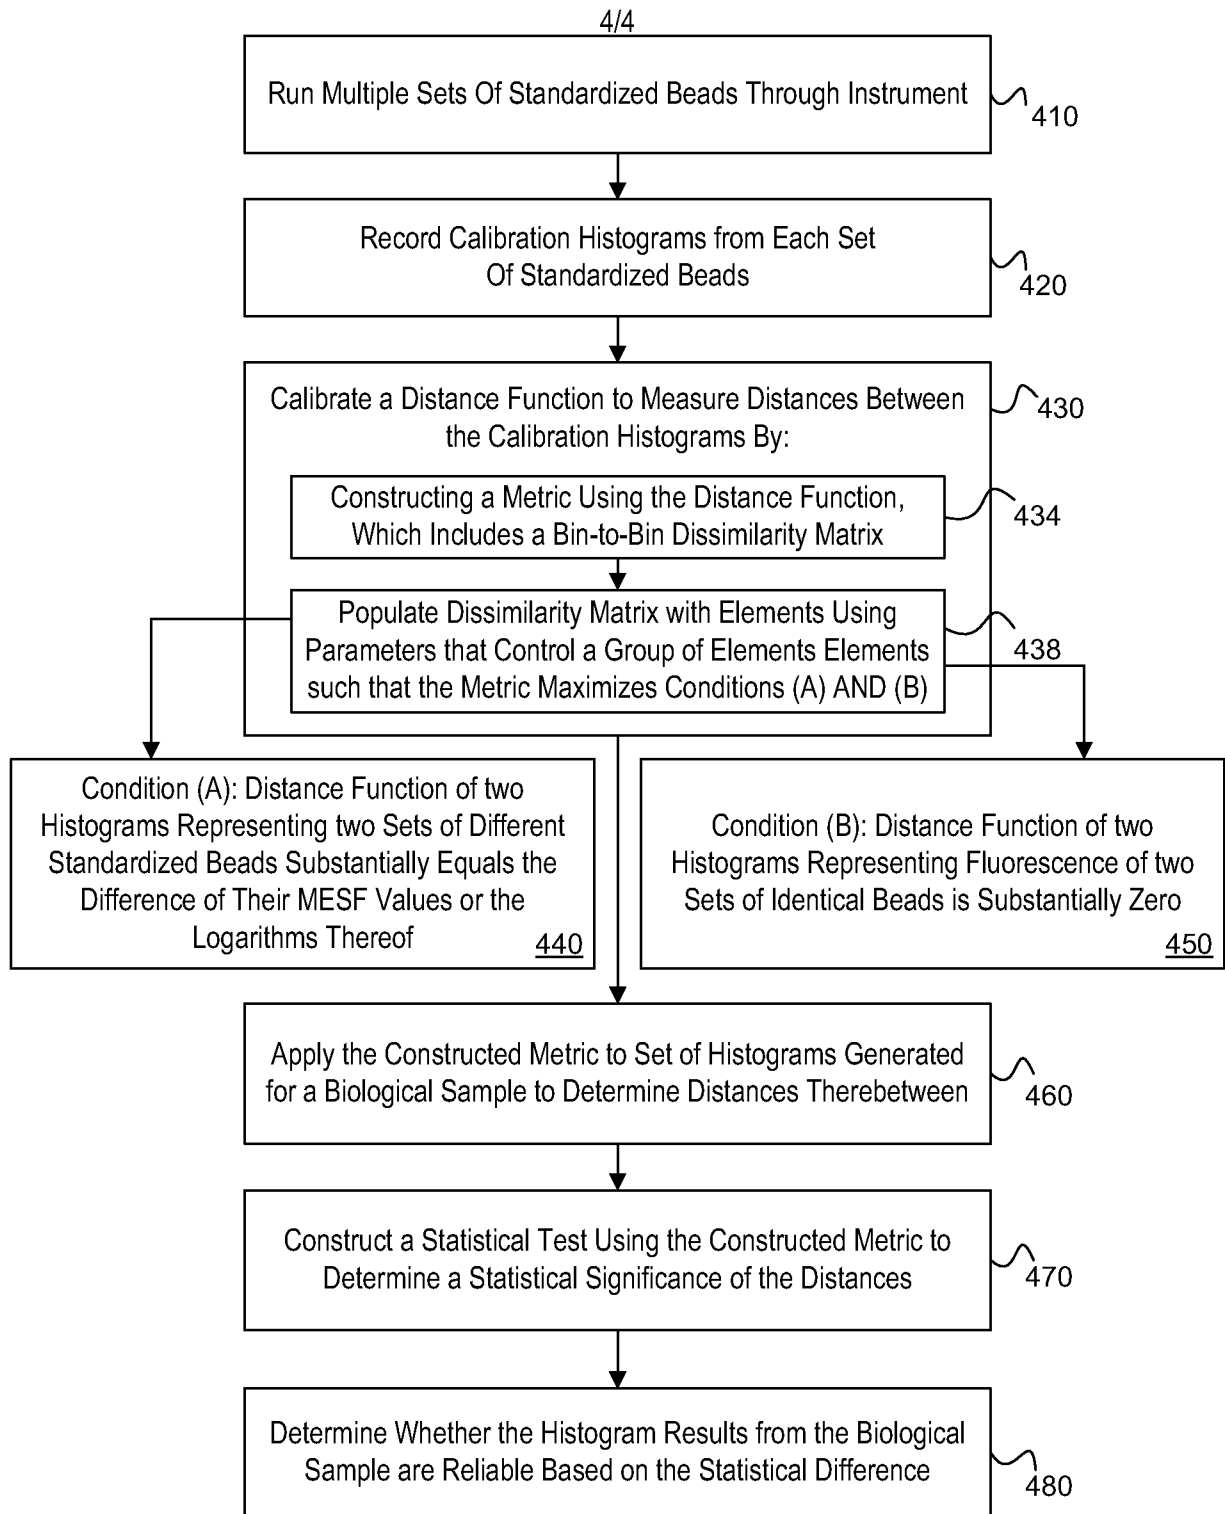 4/4
Run Multiple Sets Of Standardized Beads Through Instrument
410
Record Calibration Histograms from Each Set
Of Standardized Beads
420
Calibrate a Distance Function to Measure Distances Between
the Calibration Histograms By:
430
Constructing a Metric Using the Distance Function,
Which Includes a Bin-to-Bin Dissimilarity Matrix
434
Populate Dissimilarity Matrix with Elements Using
Parameters that Control a Group of Elements Elements
such that the Metric Maximizes Conditions (A) AND (B)
438
Condition (A): Distance Function of two
Histograms Representing two Sets of Different
Standardized Beads Substantially Equals the
Difference of Their MESF Values or the
Logarithms Thereof
440
Condition (B): Distance Function of two
Histograms Representing Fluorescence of two
Sets of Identical Beads is Substantially Zero
450
Apply the Constructed Metric to Set of Histograms Generated
for a Biological Sample to Determine Distances Therebetween
460
Construct a Statistical Test Using the Constructed Metric to
Determine a Statistical Significance of the Distances
470
Determine Whether the Histogram Results from the Biological
Sample are Reliable Based on the Statistical Difference
480